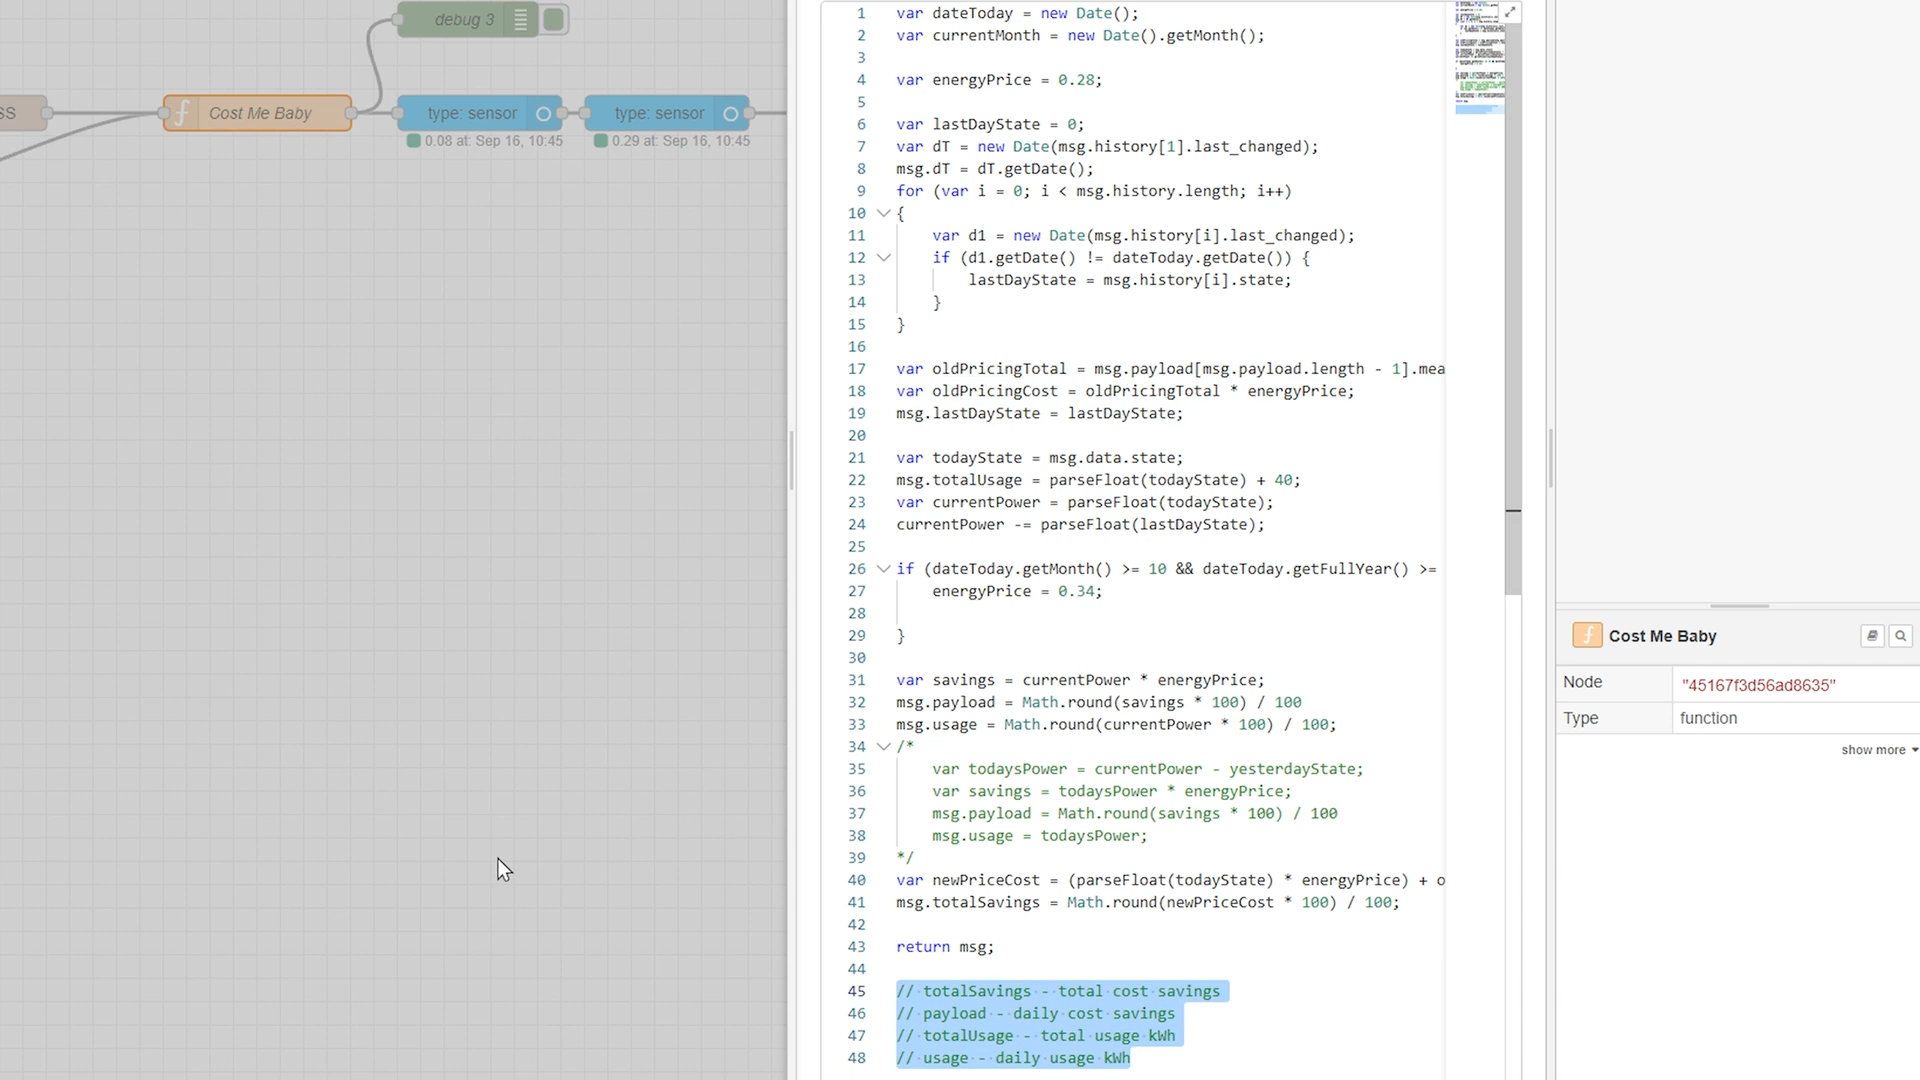 debug 3
SS
Cost Me Baby
type: sensor
type: sensor
0.08 at: Sep 16, 10:45
0.29 at: Sep 16, 10:45
1 var dateToday = new Date();
2 var currentMonth = new Date().getMonth();
3
4 var energyPrice = 0.28;
5
6 var lastDayState = 0;
7 var dT = new Date(msg.history[1].last_changed);
8 msg.dT = dT.getDate();
9 for (var i = 0; i < msg.history.length; i++)
10 {
11 var d1 = new Date(msg.history[i].last_changed);
12 if (d1.getDate() != dateToday.getDate()) {
13 lastDayState = msg.history[i].state;
14 }
15 }
16
17 var oldPricingTotal = msg.payload[msg.payload.length - 1].mea
18 var oldPricingCost = oldPricingTotal * energyPrice;
19 msg.lastDayState = lastDayState;
20
21 var todayState = msg.data.state;
22 msg.totalUsage = parseFloat(todayState) + 40;
23 var currentPower = parseFloat(todayState);
24 currentPower -= parseFloat(lastDayState);
25
26 if (dateToday.getMonth() >= 10 && dateToday.getFullYear() >=
27 energyPrice = 0.34;
28
29 }
30
31 var savings = currentPower * energyPrice;
32 msg.payload = Math.round(savings * 100) / 100
33 msg.usage = Math.round(currentPower * 100) / 100;
34 /*
35 var todaysPower = currentPower - yesterdayState;
36 var savings = todaysPower * energyPrice;
37 msg.payload = Math.round(savings * 100) / 100
38 msg.usage = todaysPower;
39 */
40 var newPriceCost = (parseFloat(todayState) * energyPrice) + o
41 msg.totalSavings = Math.round(newPriceCost * 100) / 100;
42
43 return msg;
44
45 // totalSavings - total cost savings
46 // payload - daily cost savings
47 // totalUsage - total usage kWh
48 // usage - daily usage kWh
Cost Me Baby
Node "45167f3d56ad8635"
Type function
show more